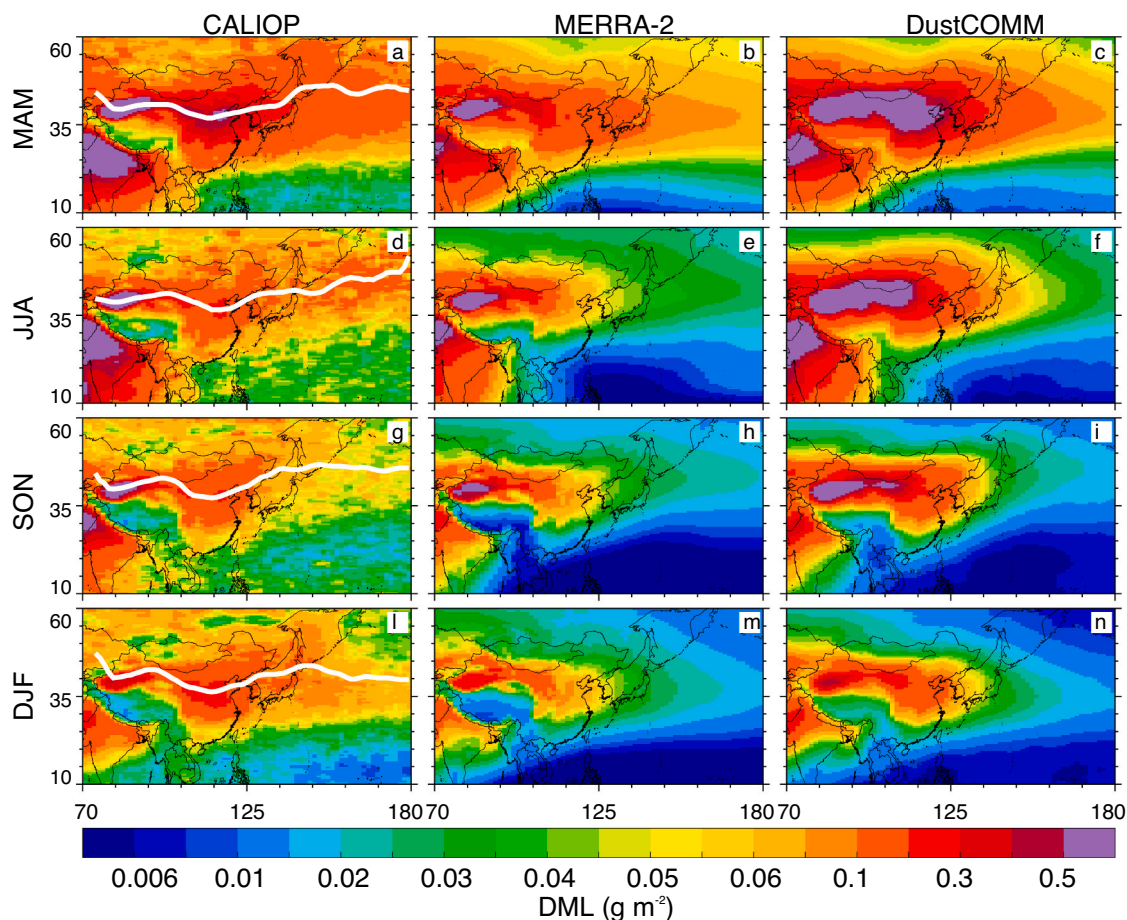 CALIOP MERRA-2 DustCOMM
MAM 60 35 10 a b c
JJA 60 35 10 d e f
SON 60 35 10 g h i
DJF 60 35 10 l m n
70 125 180 70 125 180 70 125 180
0.006 0.01 0.02 0.03 0.04 0.05 0.06 0.1 0.3 0.5
DML (g m⁻²)